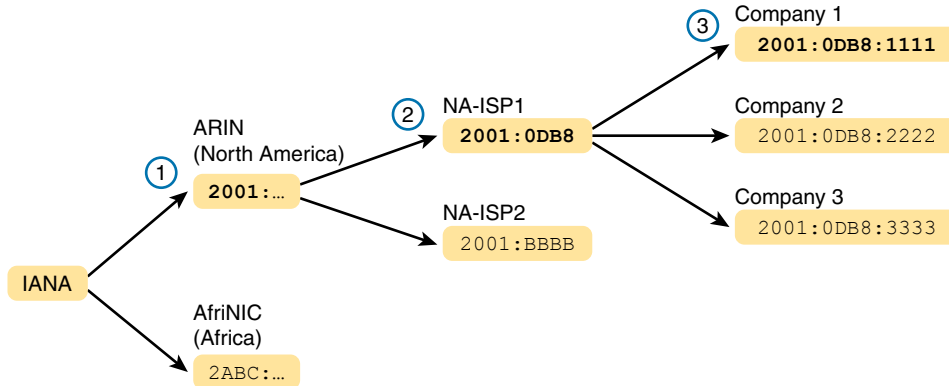 Company 1
3
2001:0DB8:1111
2
NA-ISP1
Company 2
ARIN
(North America)
2001:0DB8
2001:0DB8:2222
1
2001:…
NA-ISP2
Company 3
2001:BBBB
2001:0DB8:3333
IANA
AfriNIC
(Africa)
2ABC:…